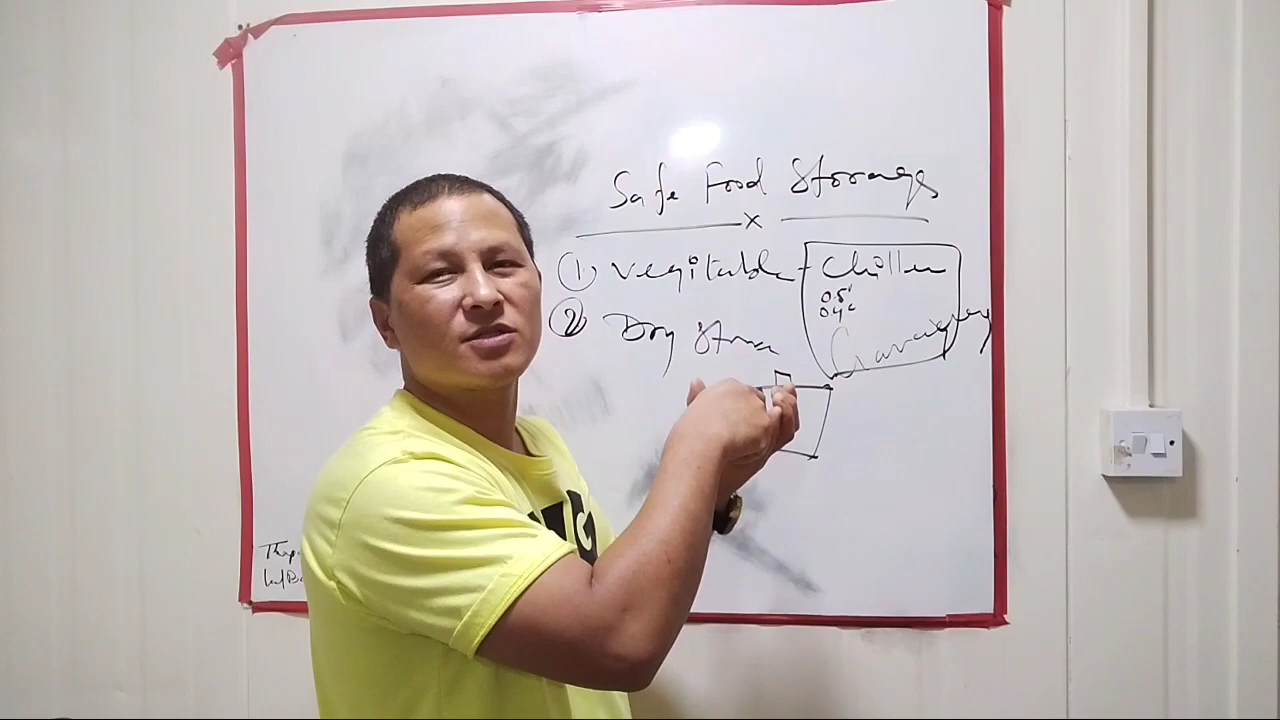 Safe Food Storage
x
(1) Vegitable - Chiller
05°
04°c
(2) Dry Store